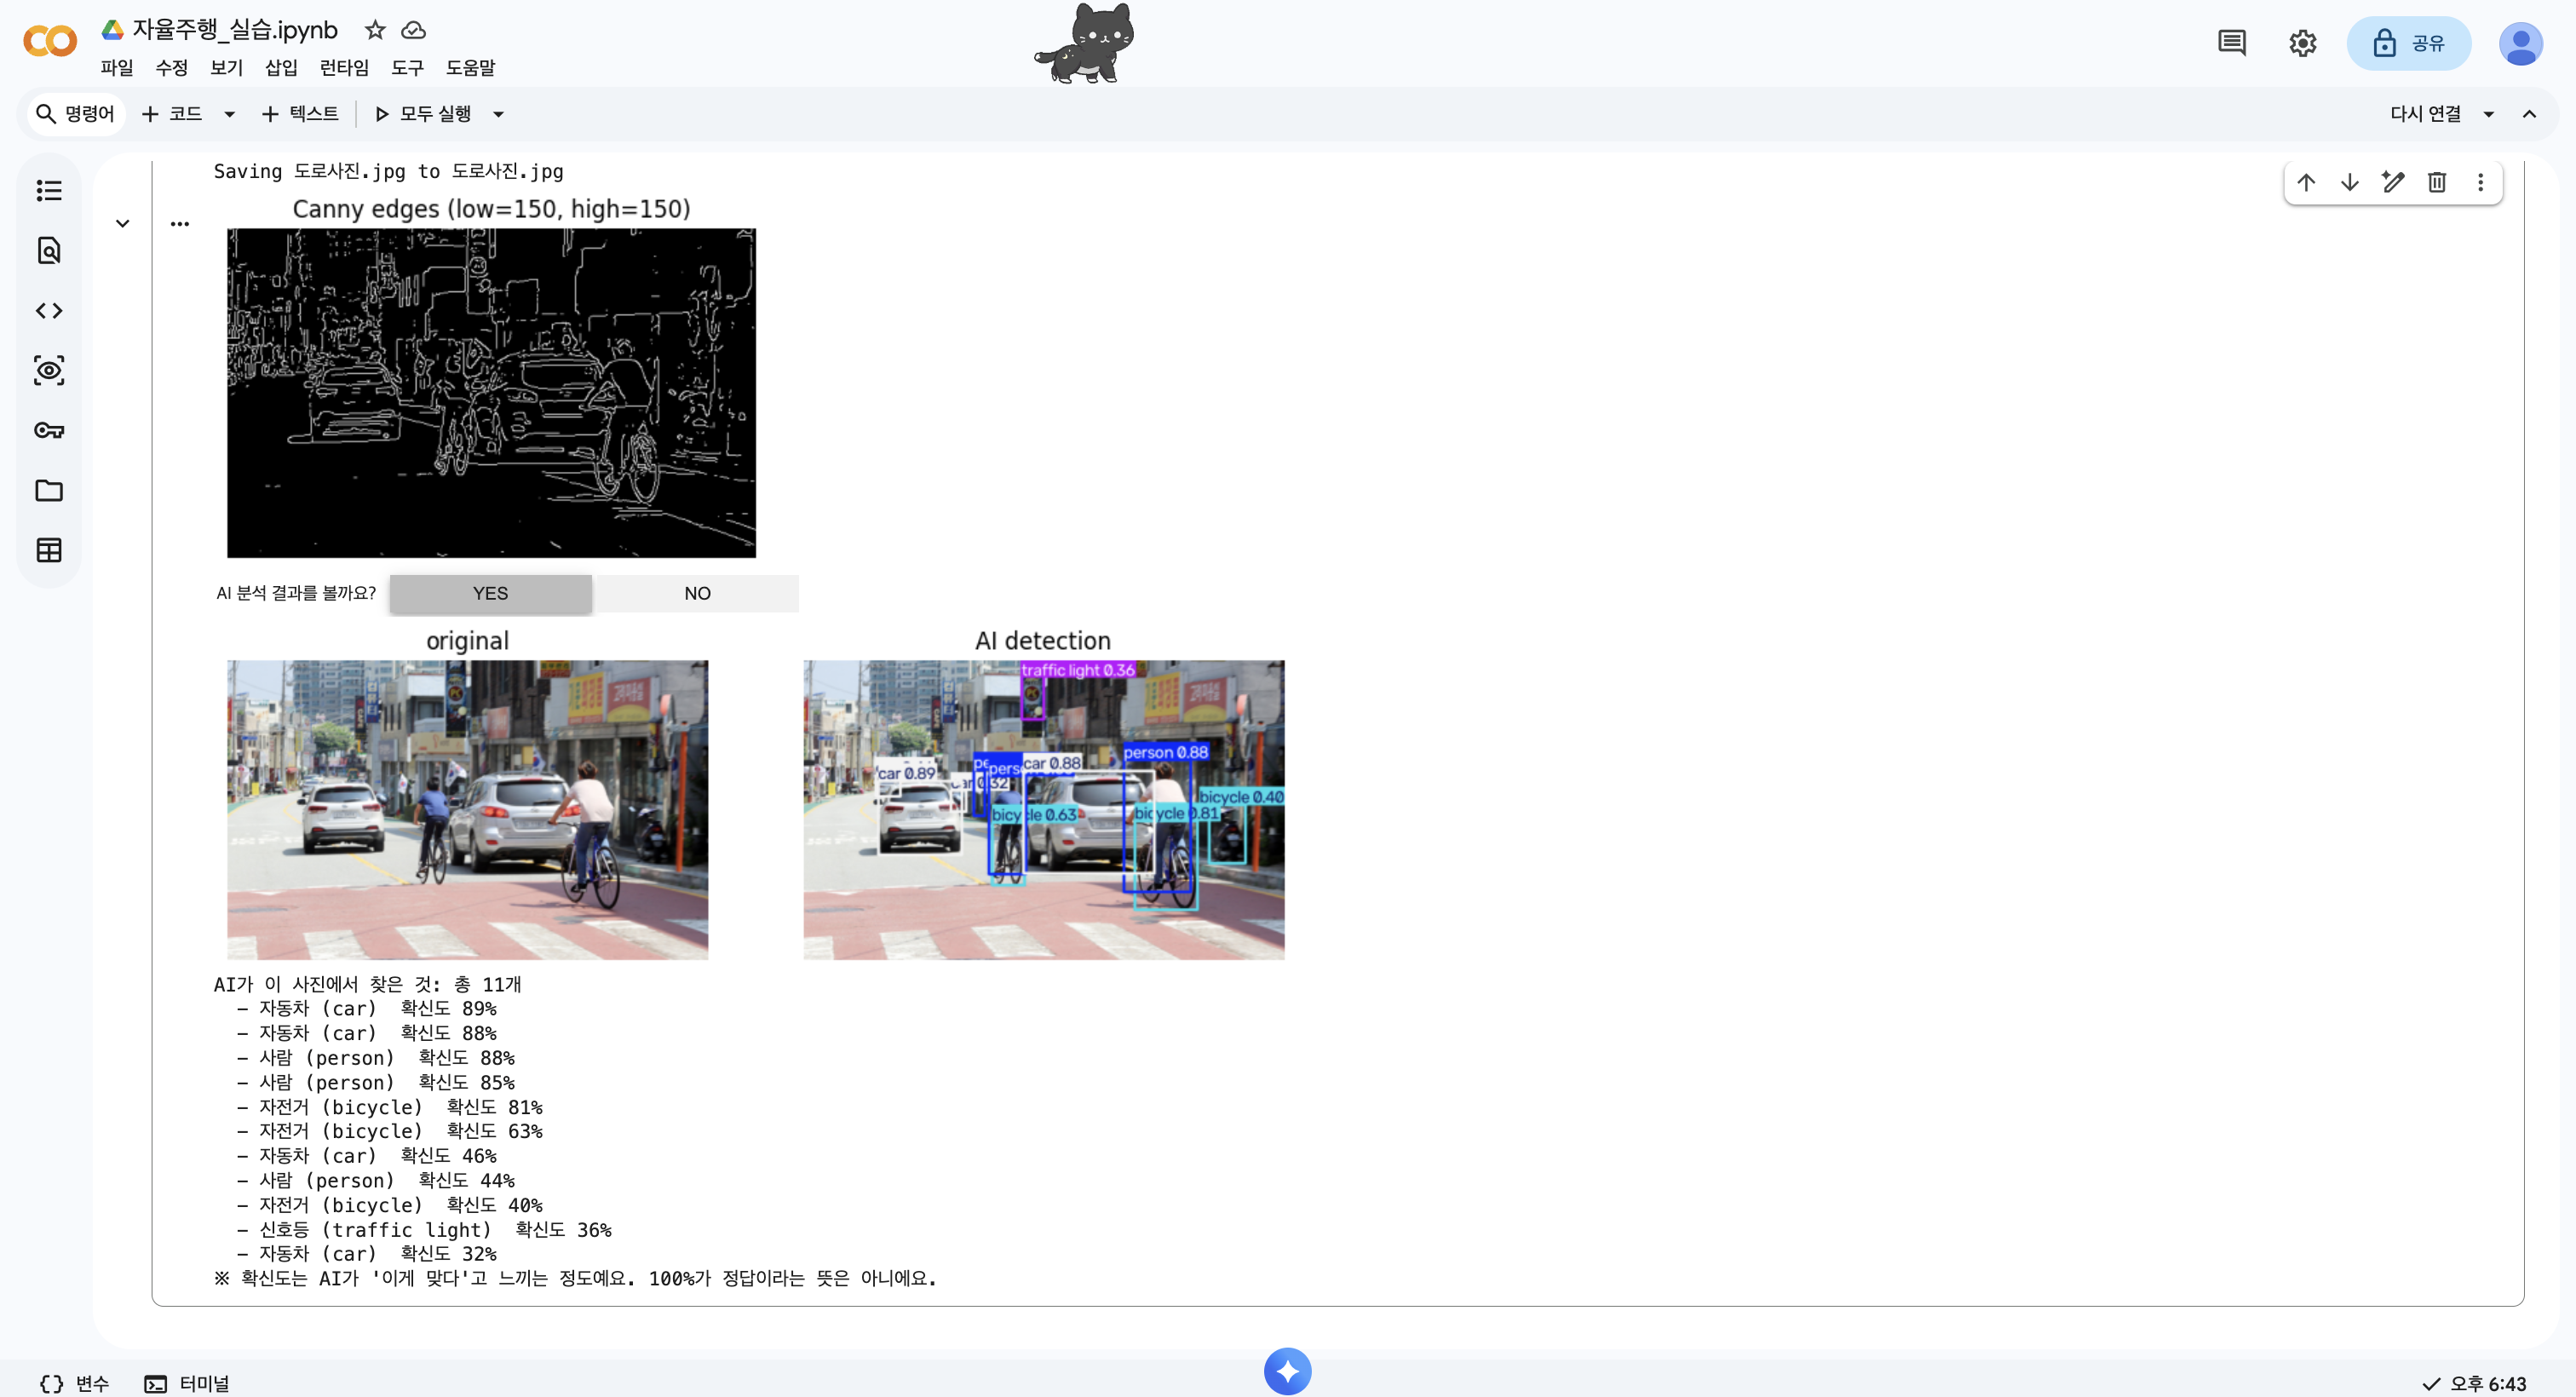 자율주행_실습.ipynb
파일 수정 보기 삽입 런타임 도구 도움말
공유
명령어 + 코드 + 텍스트 모두 실행
다시 연결
Saving 도로사진.jpg to 도로사진.jpg
Canny edges (low=150, high=150)
AI 분석 결과를 볼까요? YES NO
original
AI detection
traffic light 0.36
person 0.88
car 0.88
car 0.89
bicycle 0.40
bicycle 0.63
bicycle 0.81
AI가 이 사진에서 찾은 것: 총 11개
– 자동차 (car) 확신도 89%
– 자동차 (car) 확신도 88%
– 사람 (person) 확신도 88%
– 사람 (person) 확신도 85%
– 자전거 (bicycle) 확신도 81%
– 자전거 (bicycle) 확신도 63%
– 자동차 (car) 확신도 46%
– 사람 (person) 확신도 44%
– 자전거 (bicycle) 확신도 40%
– 신호등 (traffic light) 확신도 36%
– 자동차 (car) 확신도 32%
※ 확신도는 AI가 '이게 맞다'고 느끼는 정도예요. 100%가 정답이라는 뜻은 아니에요.
변수 터미널
오후 6:43